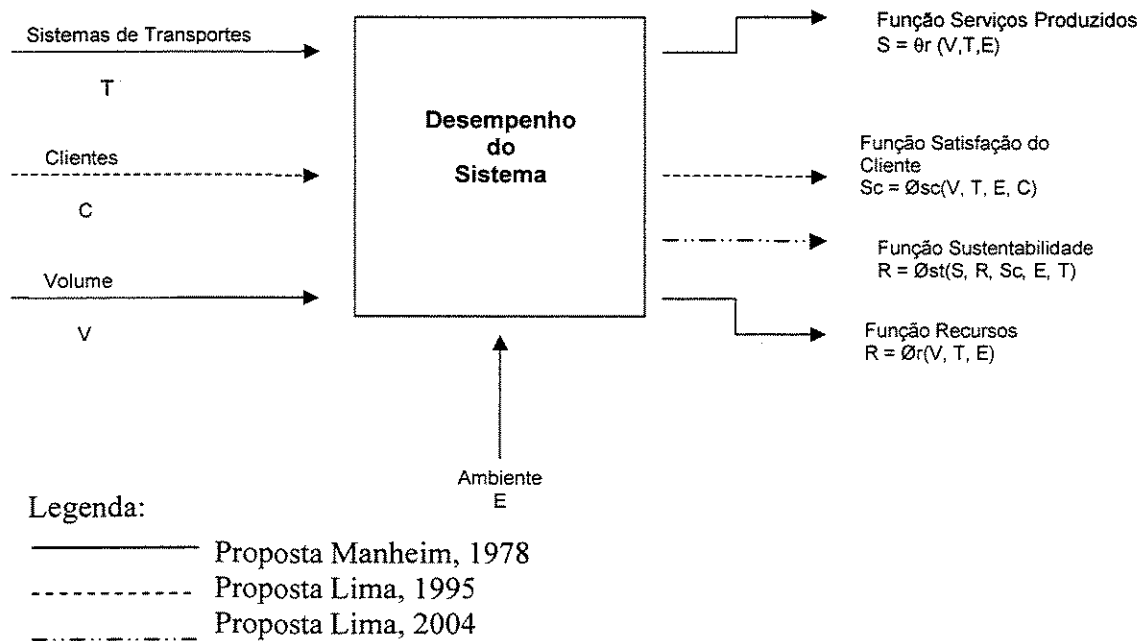 Sistemas de Transportes
T
Clientes
C
Volume
V
Desempenho
do
Sistema
Ambiente
E
Função Serviços Produzidos
S = θr (V,T,E)
Função Satisfação do
Cliente
Sc = Øsc(V, T, E, C)
Função Sustentabilidade
R = Øst(S, R, Sc, E, T)
Função Recursos
R = Ør(V, T, E)
Legenda:
Proposta Manheim, 1978
Proposta Lima, 1995
Proposta Lima, 2004